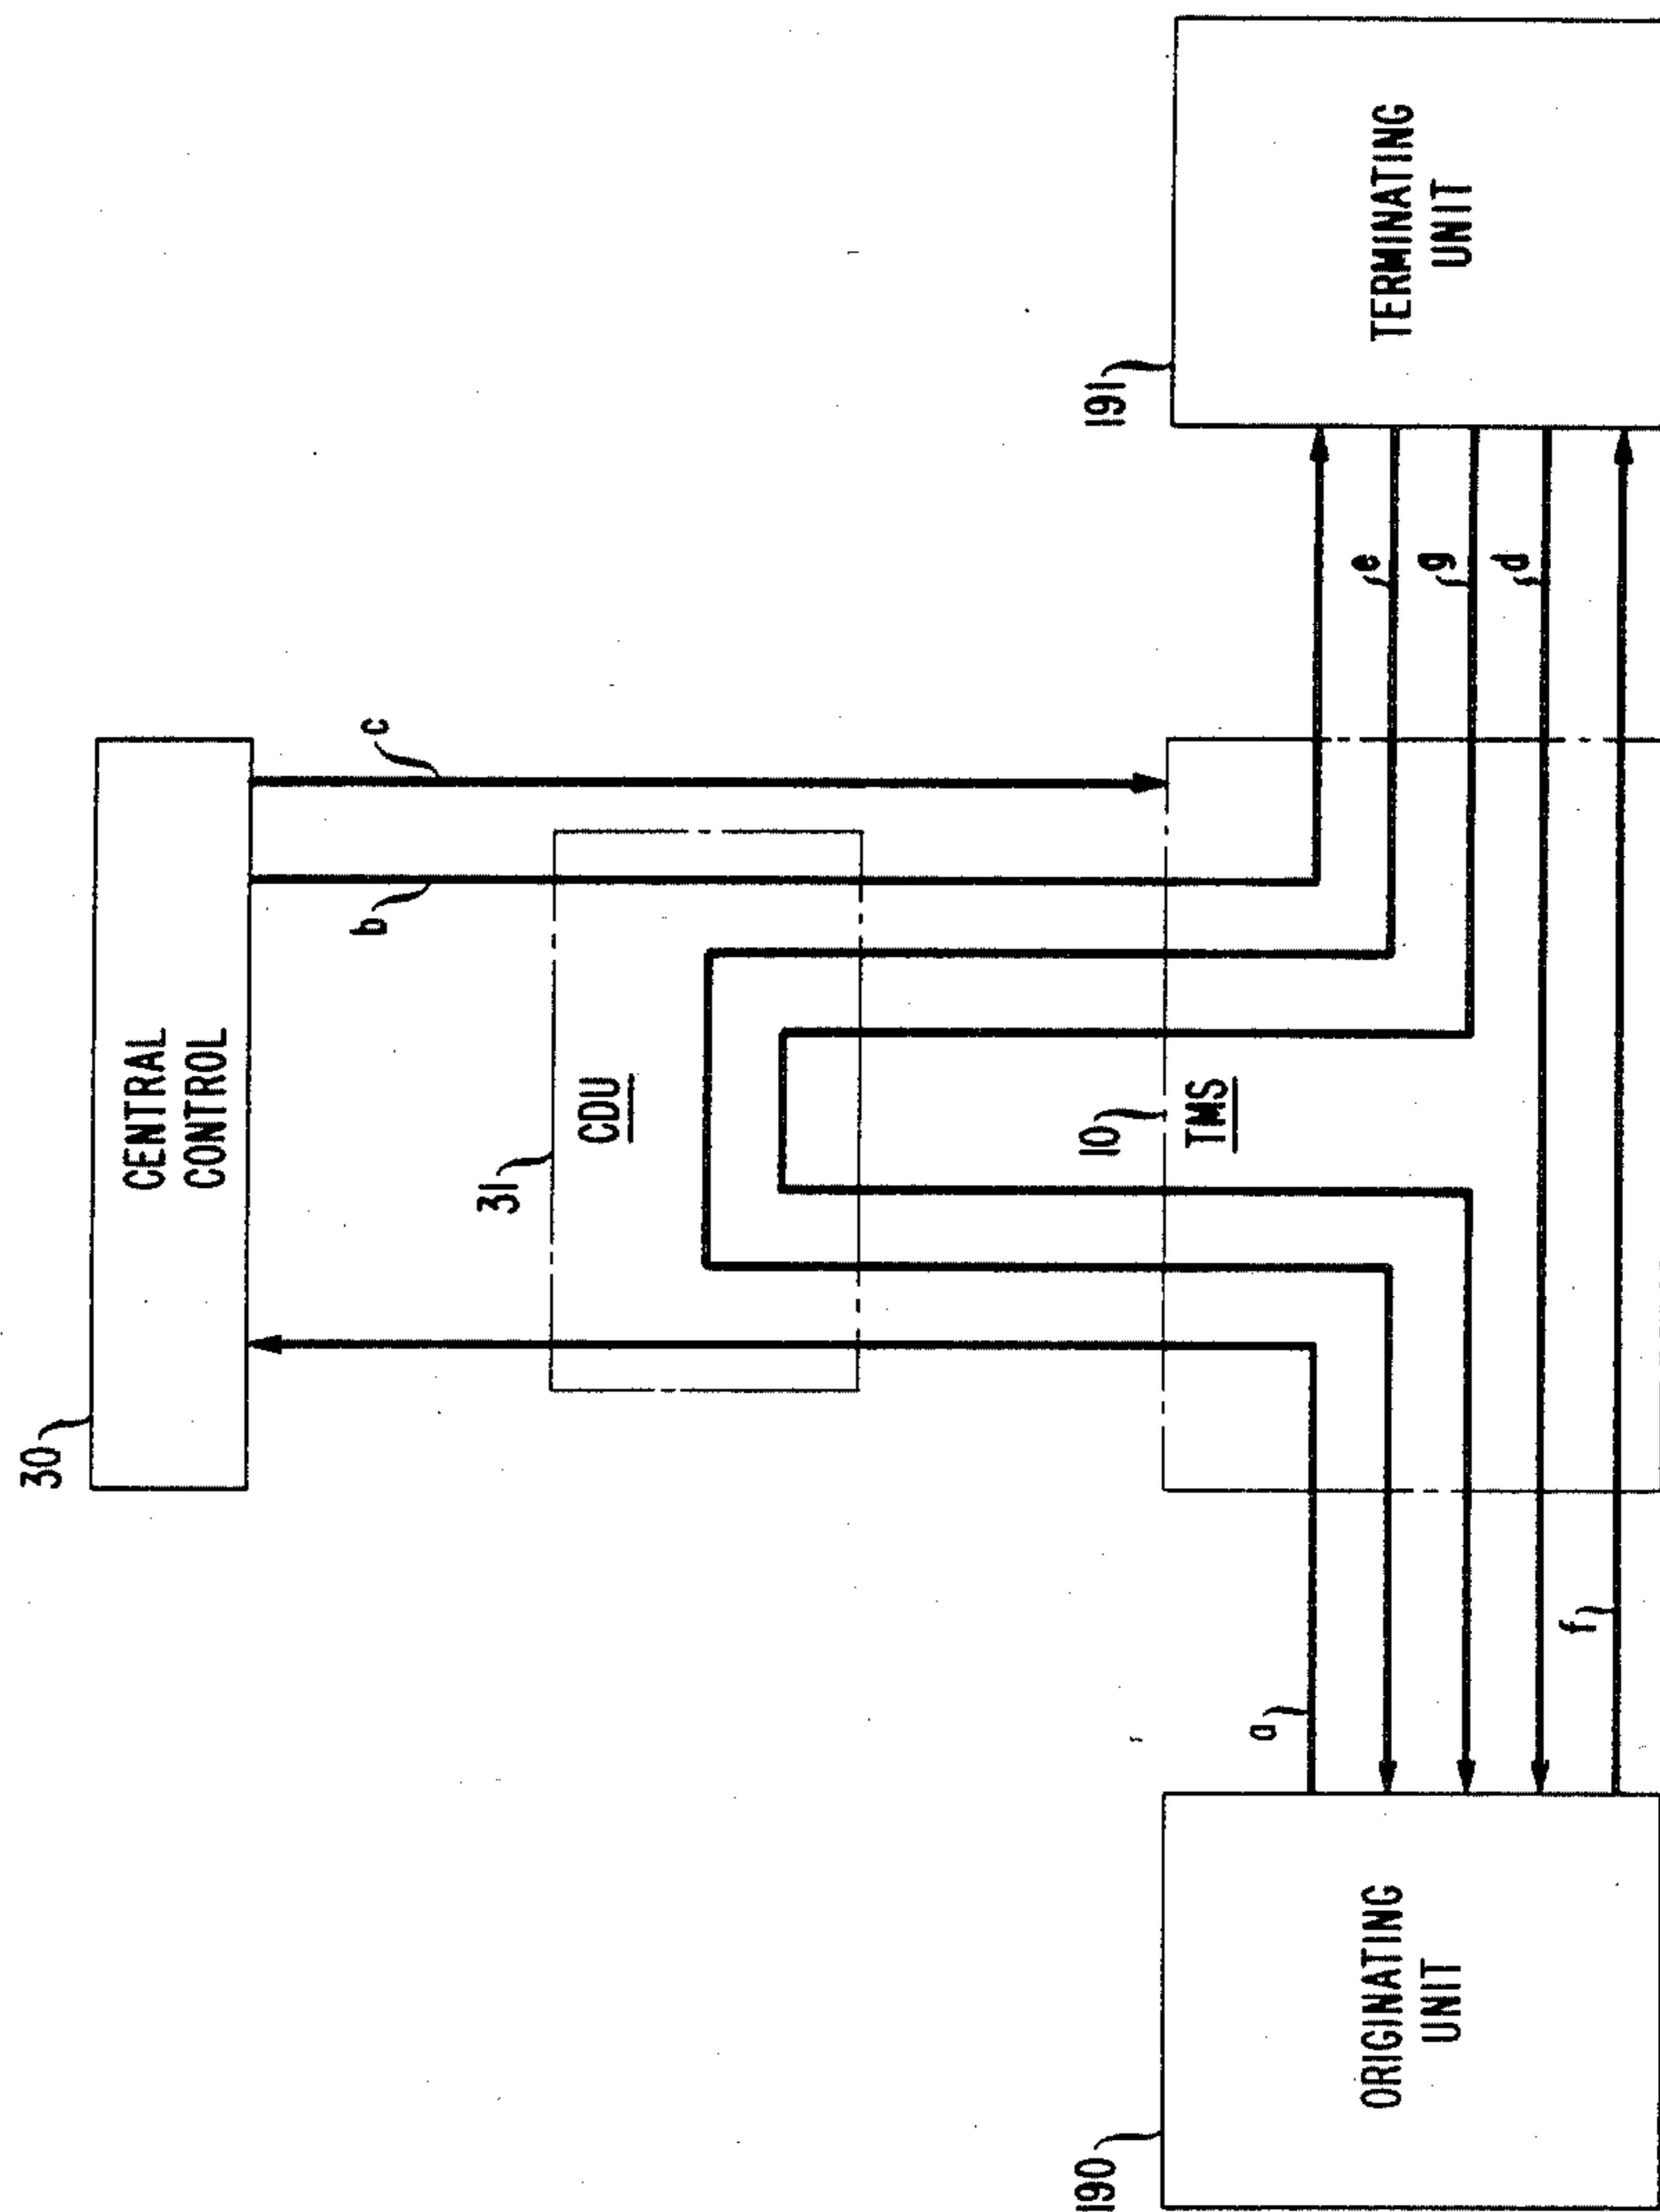 30
CENTRAL
CONTROL
c
b
31
CDU
10
TMS
191
TERMINATING
UNIT
e
g
d
a
f
190
ORIGINATING
UNIT